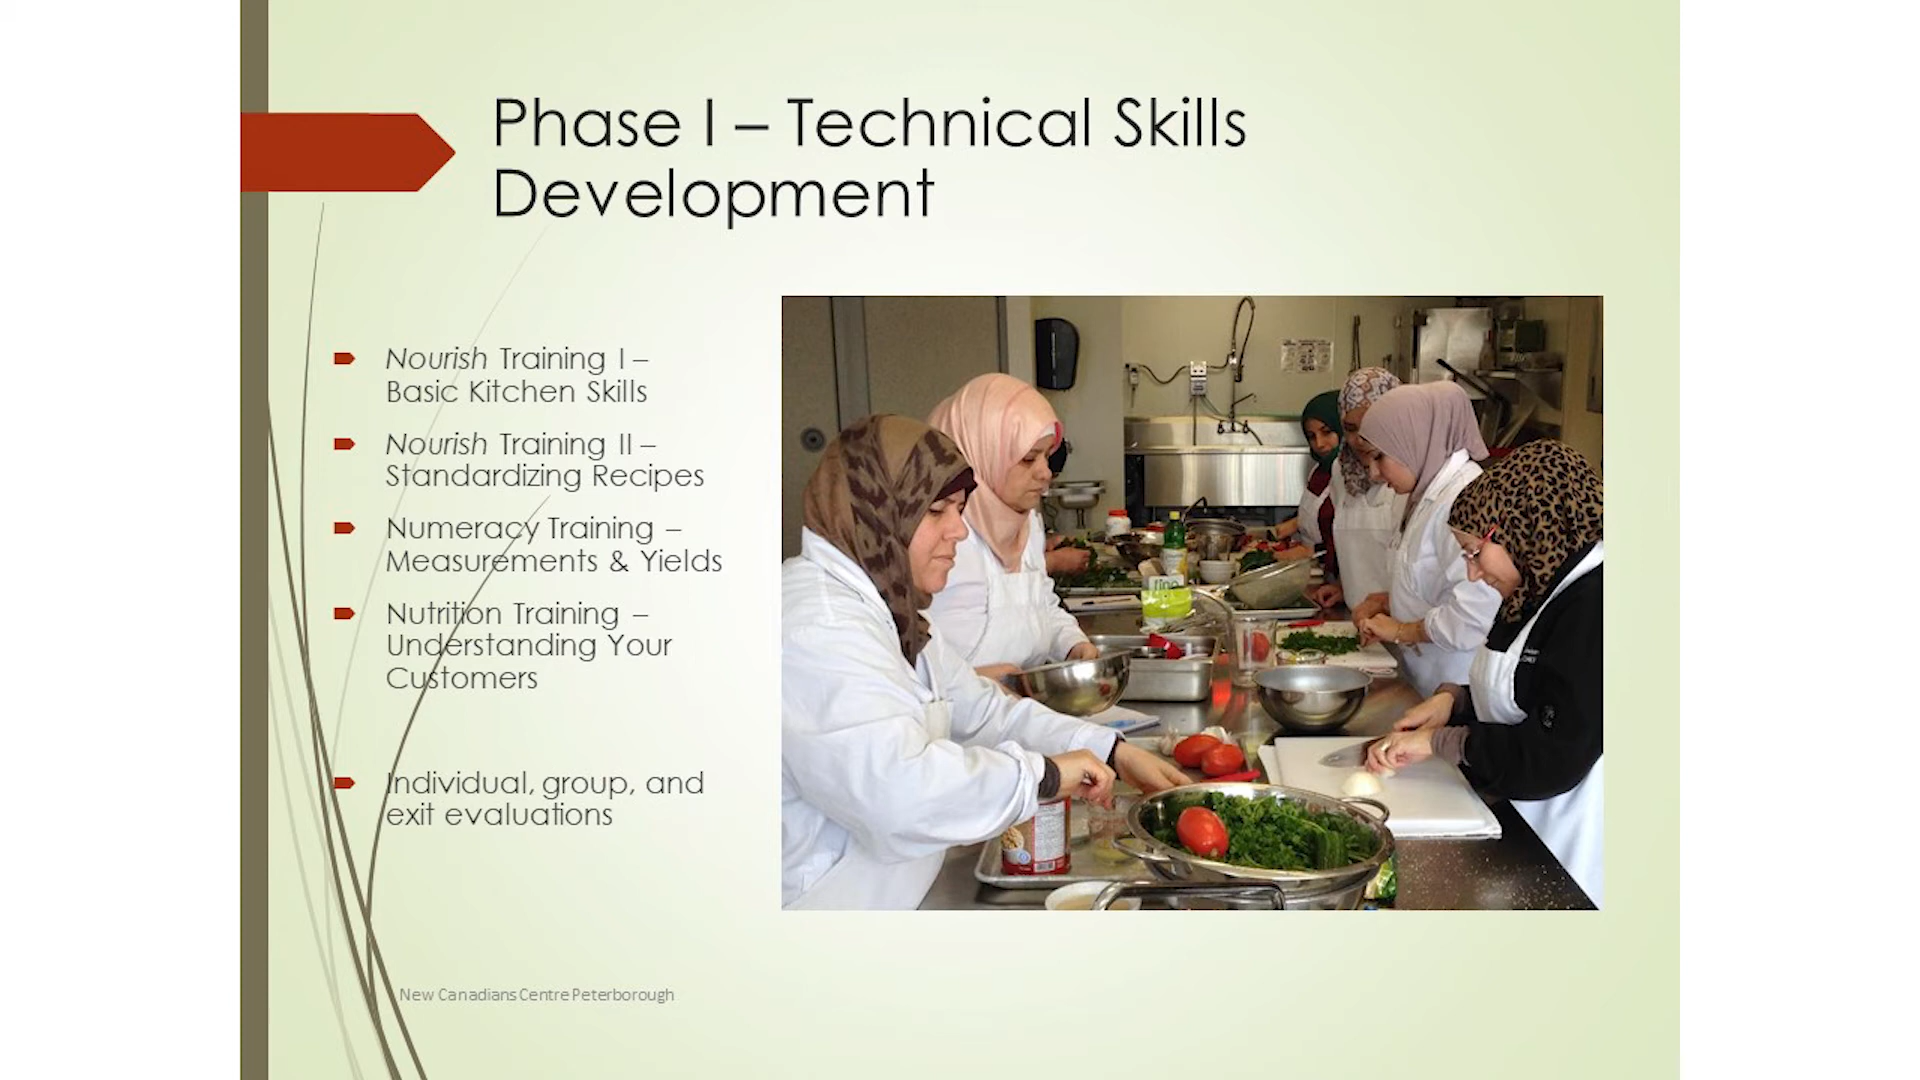 Phase I – Technical Skills
Development
Nourish Training I –
Basic Kitchen Skills
Nourish Training II –
Standardizing Recipes
Numeracy Training –
Measurements & Yields
Nutrition Training –
Understanding Your
Customers
Individual, group, and
exit evaluations
New Canadians Centre Peterborough